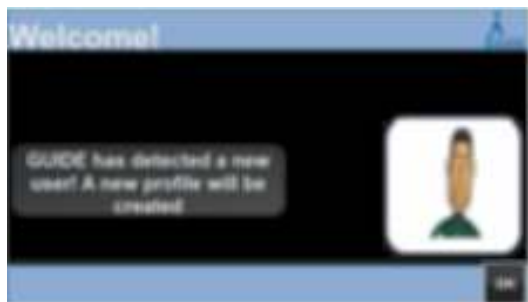 Welcome!
GUIDE has detected a new
user! A new profile will be
created
OK